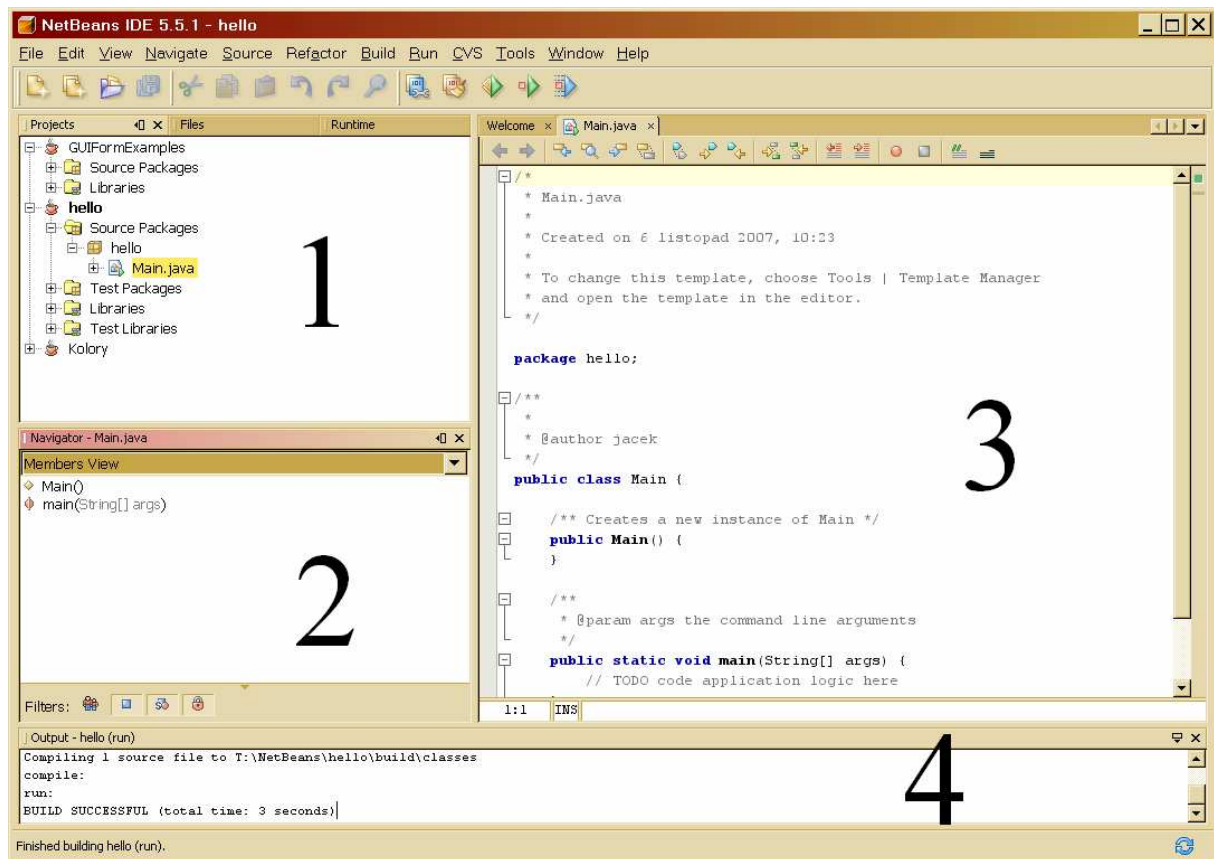 NetBeans IDE 5.5.1 - hello
File Edit View Navigate Source Refactor Build Run CVS Tools Window Help
Projects Files Runtime
GUIFormExamples
Source Packages
Libraries
hello
Source Packages
hello
Main.java
Test Packages
Libraries
Test Libraries
Kolory
1
Navigator - Main.java
Members View
Main()
main(String[] args)
2
Filters:
Welcome Main.java
/*
* Main.java
*
* Created on 6 listopad 2007, 10:23
*
* To change this template, choose Tools | Template Manager
* and open the template in the editor.
*/
package hello;
/**
*
* @author jacek
*/
public class Main {
/** Creates a new instance of Main */
public Main() {
}
/**
* @param args the command line arguments
*/
public static void main(String[] args) {
// TODO code application logic here
3
1:1 INS
Output - hello (run)
Compiling 1 source file to T:\NetBeans\hello\build\classes
compile:
run:
BUILD SUCCESSFUL (total time: 3 seconds)
4
Finished building hello (run).